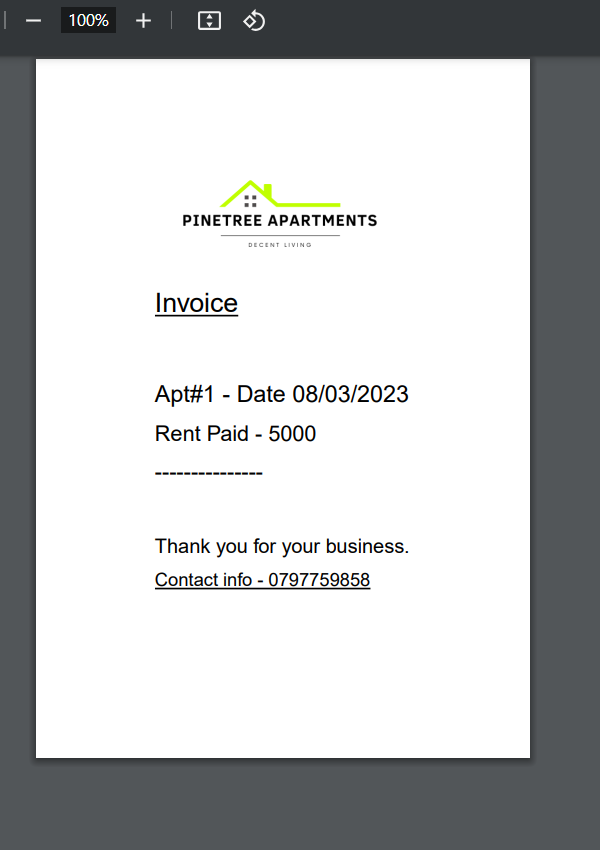 100%
PINETREE APARTMENTS
DECENT LIVING
Invoice
Apt#1 - Date 08/03/2023
Rent Paid - 5000
---------------
Thank you for your business.
Contact info - 0797759858